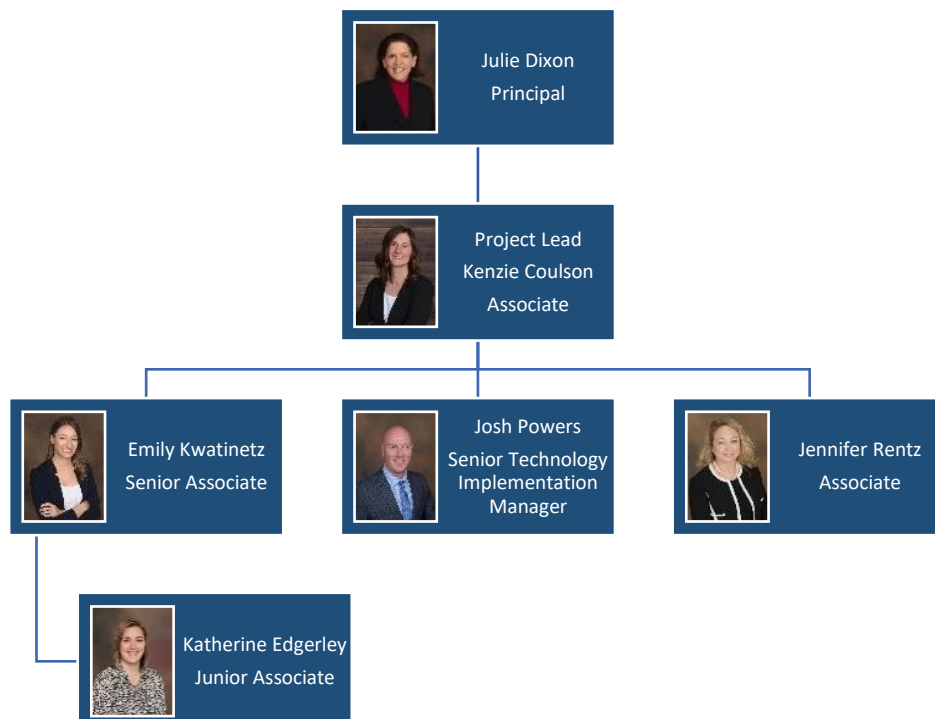 Julie Dixon
Principal
Project Lead
Kenzie Coulson
Associate
Emily Kwatinetz
Senior Associate
Josh Powers
Senior Technology
Implementation
Manager
Jennifer Rentz
Associate
Katherine Edgerley
Junior Associate